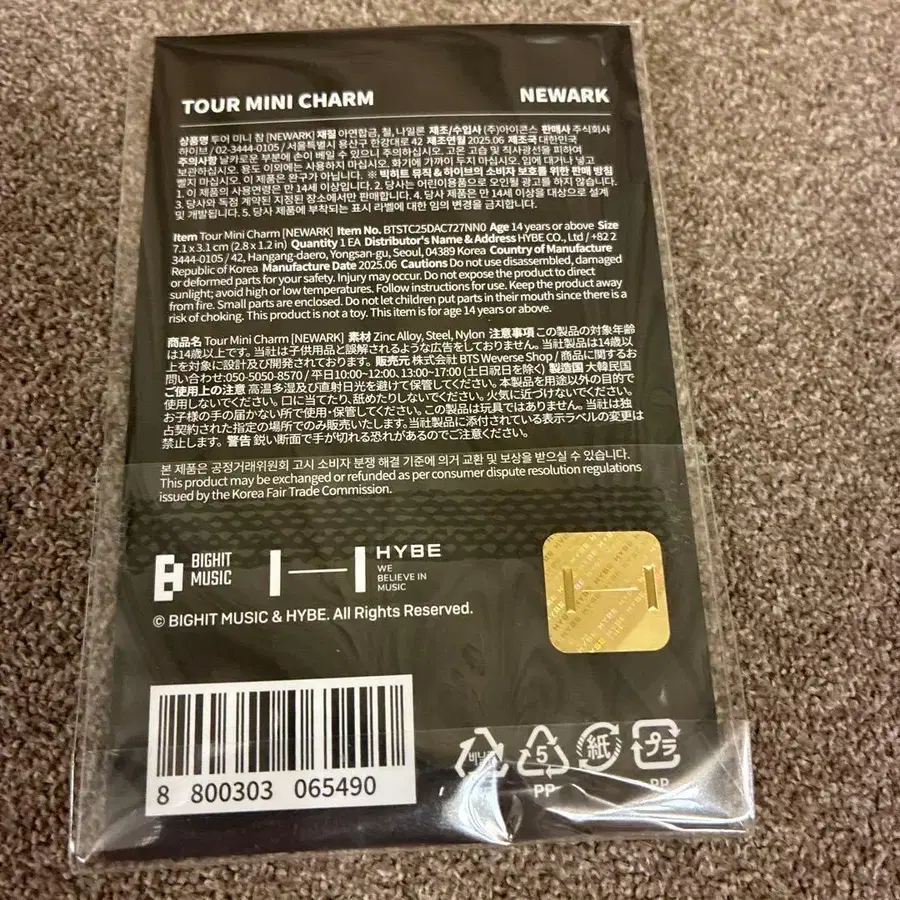 TOUR MINI CHARM NEWARK
상품명 투어 미니 참 [NEWARK] 재질 아연합금, 철, 나일론 제조/수입사 (주)아이콘스 판매사 주식회사
하이브 / 02-3444-0105 / 서울특별시 용산구 한강대로 42 제조연월 2025.06 제조국 대한민국
주의사항 날카로운 부분에 손이 베일 수 있으니 주의하십시오. 고온 고습 및 직사광선을 피하여
보관하십시오. 용도 이외에는 사용하지 마십시오. 화기에 가까이 두지 마십시오. 입에 대거나 넣고
빨지 마십시오. 이 제품은 완구가 아닙니다. ※ 빅히트 뮤직 & 하이브의 소비자 보호를 위한 판매 방침
1. 이 제품의 사용연령은 만 14세 이상입니다. 2. 당사는 어린이용품으로 오인될 광고를 하지 않습니다.
3. 당사와 독점 계약된 지정된 장소에서만 판매합니다. 4. 당사 제품은 만 14세 이상을 대상으로 설계
및 개발됩니다. 5. 당사 제품에 부착되는 표시 라벨에 대한 임의 변경을 금지합니다.
Item Tour Mini Charm [NEWARK] Item No. BTSTC25DAC727NN0 Age 14 years or above Size
7.1 x 3.1 cm (2.8 x 1.2 in) Quantity 1 EA Distributor's Name & Address HYBE CO., Ltd / +82 2
3444-0105 / 42, Hangang-daero, Yongsan-gu, Seoul, 04389 Korea Country of Manufacture
Republic of Korea Manufacture Date 2025.06 Cautions Do not use disassembled, damaged
or deformed parts for your safety. Injury may occur. Do not expose the product to direct
sunlight; avoid high or low temperatures. Follow instructions for use. Keep the product away
from fire. Small parts are enclosed. Do not let children put parts in their mouth since there is a
risk of choking. This product is not a toy. This item is for age 14 years or above.
商品名 Tour Mini Charm [NEWARK] 素材 Zinc Alloy, Steel, Nylon 注意事項 この製品の対象年齢
は14歳以上です。当社は子供用品と誤解されるような広告をしておりません。当社製品は14歳以
上を対象に設計及び開発されております。販売元 株式会社 BTS Weverse Shop / 商品に関するお
問い合わせ:050-5050-8570 / 平日10:00~12:00、13:00~17:00 (土日祝日を除く) 製造国 大韓民国
ご使用上の注意 高温多湿及び直射日光を避けて保管してください。本製品を用途以外の目的で
使用しないでください。口に当てたり、舐めたりしないでください。火気に近づけないでください。
お子様の手の届かない所で使用・保管してください。この製品は玩具ではありません。当社は独
占契約された指定の場所でのみ販売いたします。当社製品に添付されている表示ラベルの変更は
禁止します。警告 鋭い断面で手が切れる恐れがあるのでご注意ください。
본 제품은 공정거래위원회 고시 소비자 분쟁 해결 기준에 의거 교환 및 보상을 받으실 수 있습니다.
This product may be exchanged or refunded as per consumer dispute resolution regulations
issued by the Korea Fair Trade Commission.
BIGHIT
MUSIC
HYBE
WE
BELIEVE IN
MUSIC
© BIGHIT MUSIC & HYBE. All Rights Reserved.
8 800303 065490
5
PP
紙
プラ
PP